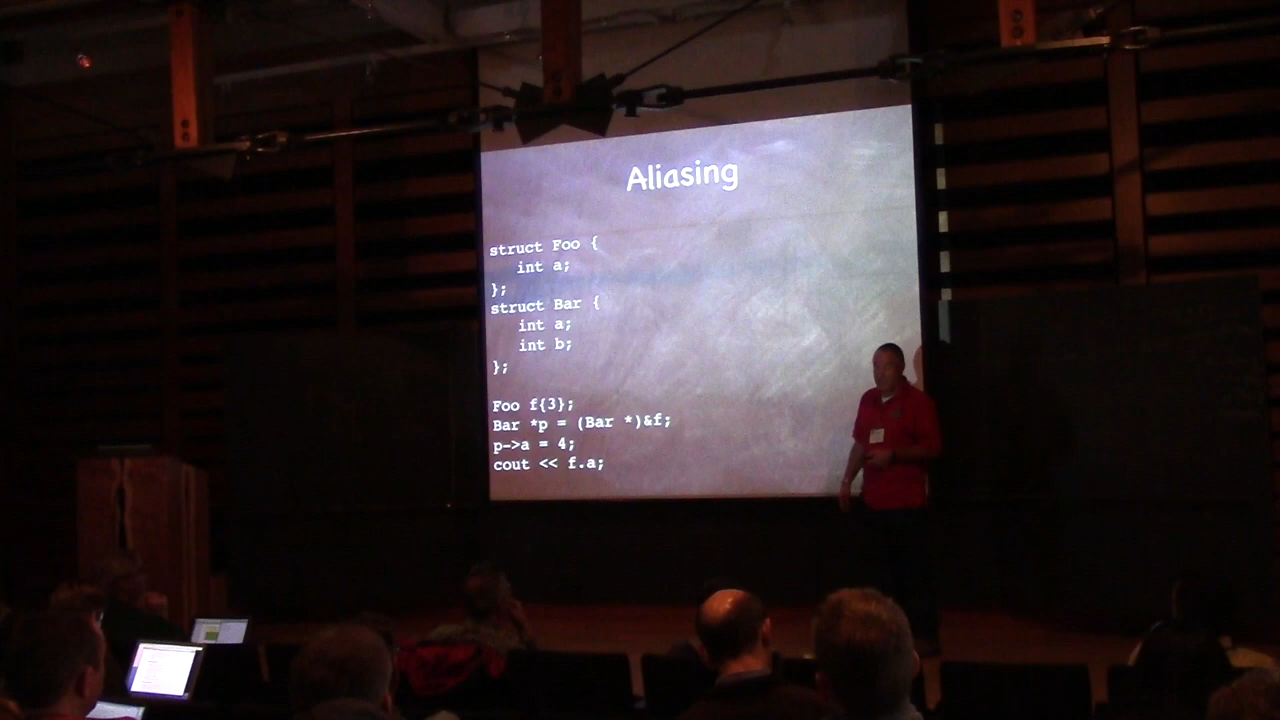 Aliasing
struct Foo {
   int a;
};
struct Bar {
   int a;
   int b;
};
Foo f{3};
Bar *p = (Bar *)&f;
p->a = 4;
cout << f.a;